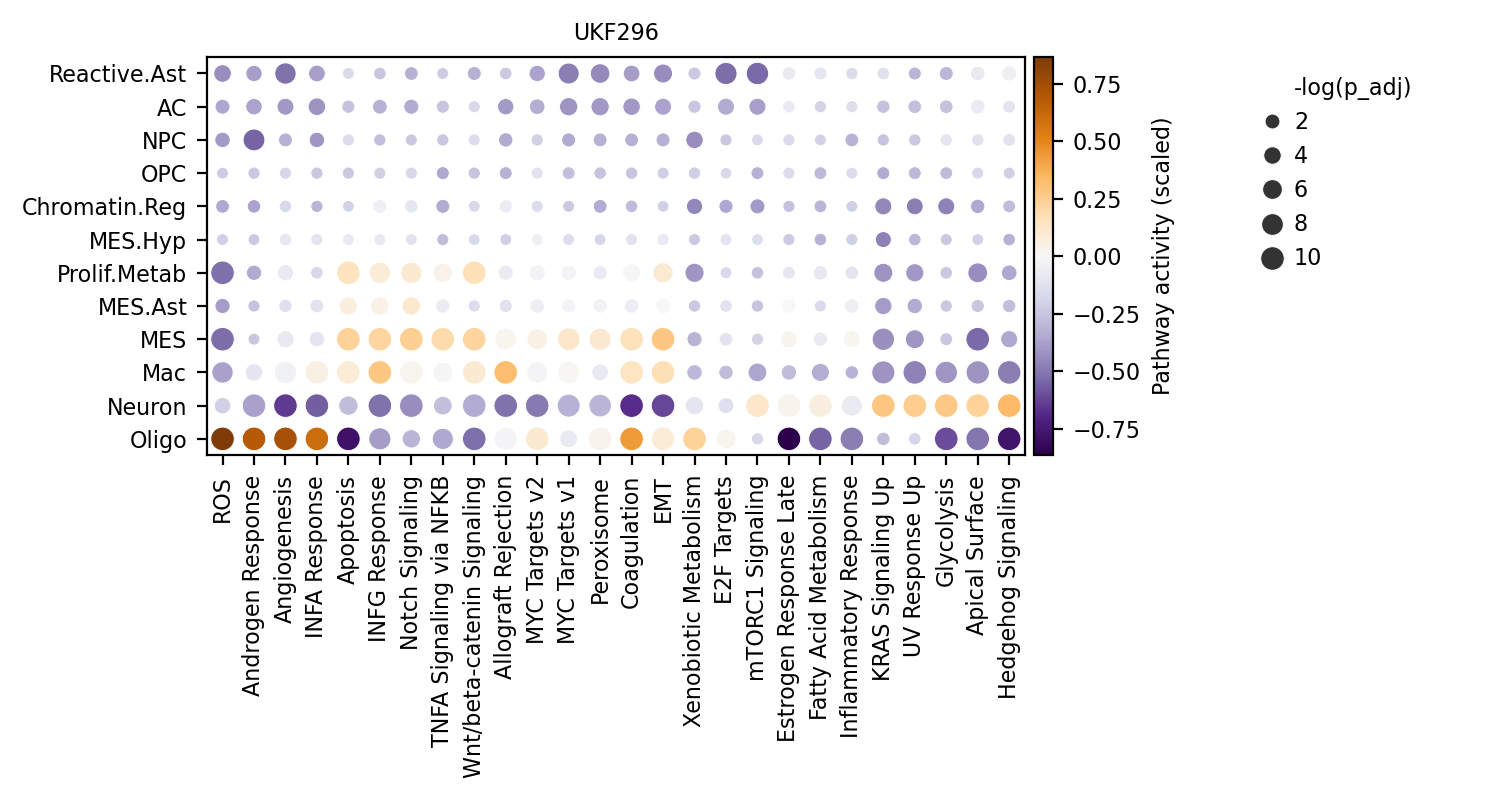 UKF296
Reactive.Ast
AC
NPC
OPC
Chromatin.Reg
MES.Hyp
Prolif.Metab
MES.Ast
MES
Mac
Neuron
Oligo
ROS
Androgen Response
Angiogenesis
INFA Response
Apoptosis
INFG Response
Notch Signaling
TNFA Signaling via NFKB
Wnt/beta-catenin Signaling
Allograft Rejection
MYC Targets v2
MYC Targets v1
Peroxisome
Coagulation
EMT
Xenobiotic Metabolism
E2F Targets
mTORC1 Signaling
Estrogen Response Late
Fatty Acid Metabolism
Inflammatory Response
KRAS Signaling Up
UV Response Up
Glycolysis
Apical Surface
Hedgehog Signaling
0.75
0.50
0.25
0.00
−0.25
−0.50
−0.75
Pathway activity (scaled)
-log(p_adj)
2
4
6
8
10